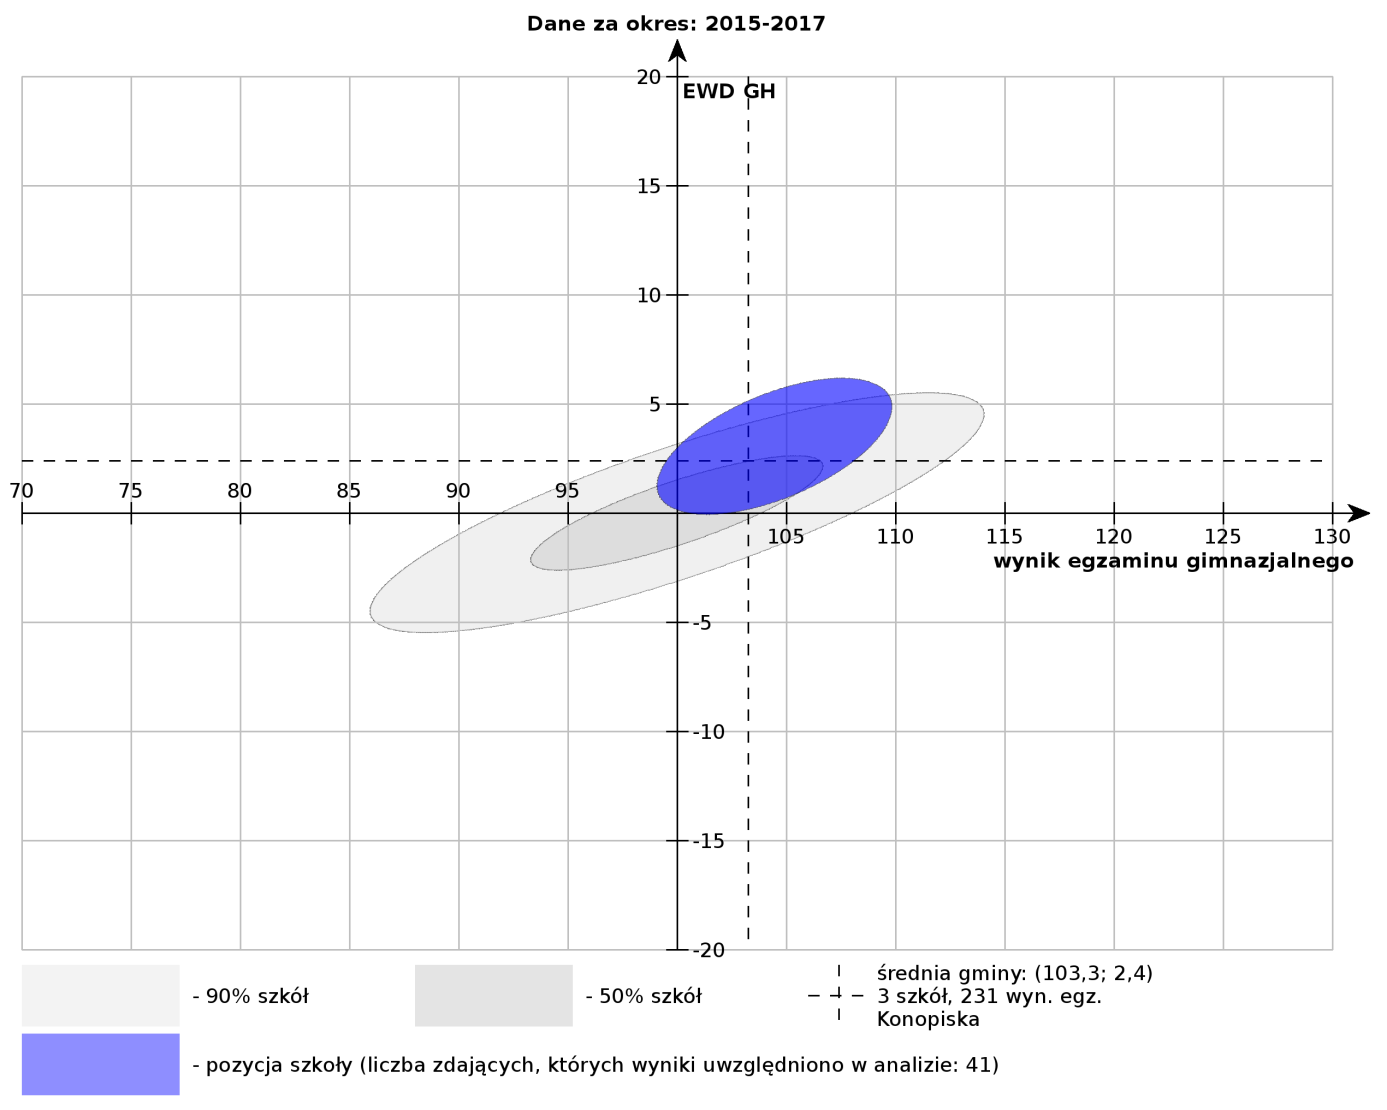 Dane za okres: 2015-2017
20
EWD GH
15
10
5
70 75 80 85 90 95
105 110 115 120 125 130
wynik egzaminu gimnazjalnego
-5
-10
-15
-20
- 90% szkół
- 50% szkół
średnia gminy: (103,3; 2,4)
3 szkół, 231 wyn. egz.
Konopiska
- pozycja szkoły (liczba zdających, których wyniki uwzględniono w analizie: 41)